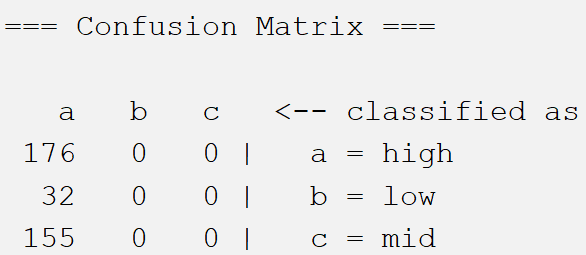 === Confusion Matrix ===
a b c <-- classified as
176 0 0 | a = high
32 0 0 | b = low
155 0 0 | c = mid